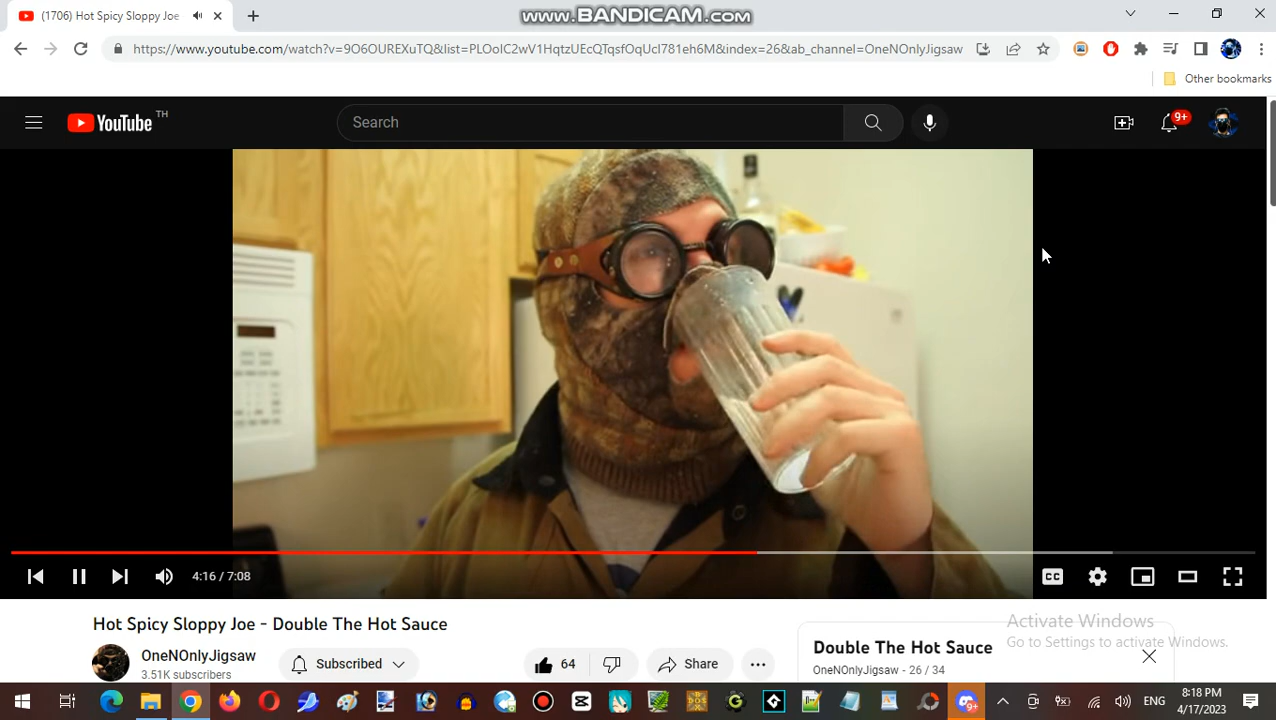 www.BANDICAM.com
(1706) Hot Spicy Sloppy Joe
https://www.youtube.com/watch?v=9O6OUREXuTQ&list=PLOolC2wV1HqtzUEcQTqsfOqUcl781eh6M&index=26&ab_channel=OneNOnlyJigsaw
Other bookmarks
YouTube TH
Search
9+
4:16 / 7:08
CC
Hot Spicy Sloppy Joe - Double The Hot Sauce
OneNOnlyJigsaw
3.51K subscribers
Subscribed
64
Share
Double The Hot Sauce
OneNOnlyJigsaw - 26 / 34
Activate Windows
Go to Settings to activate Windows.
9+
ENG
8:18 PM
4/17/2023